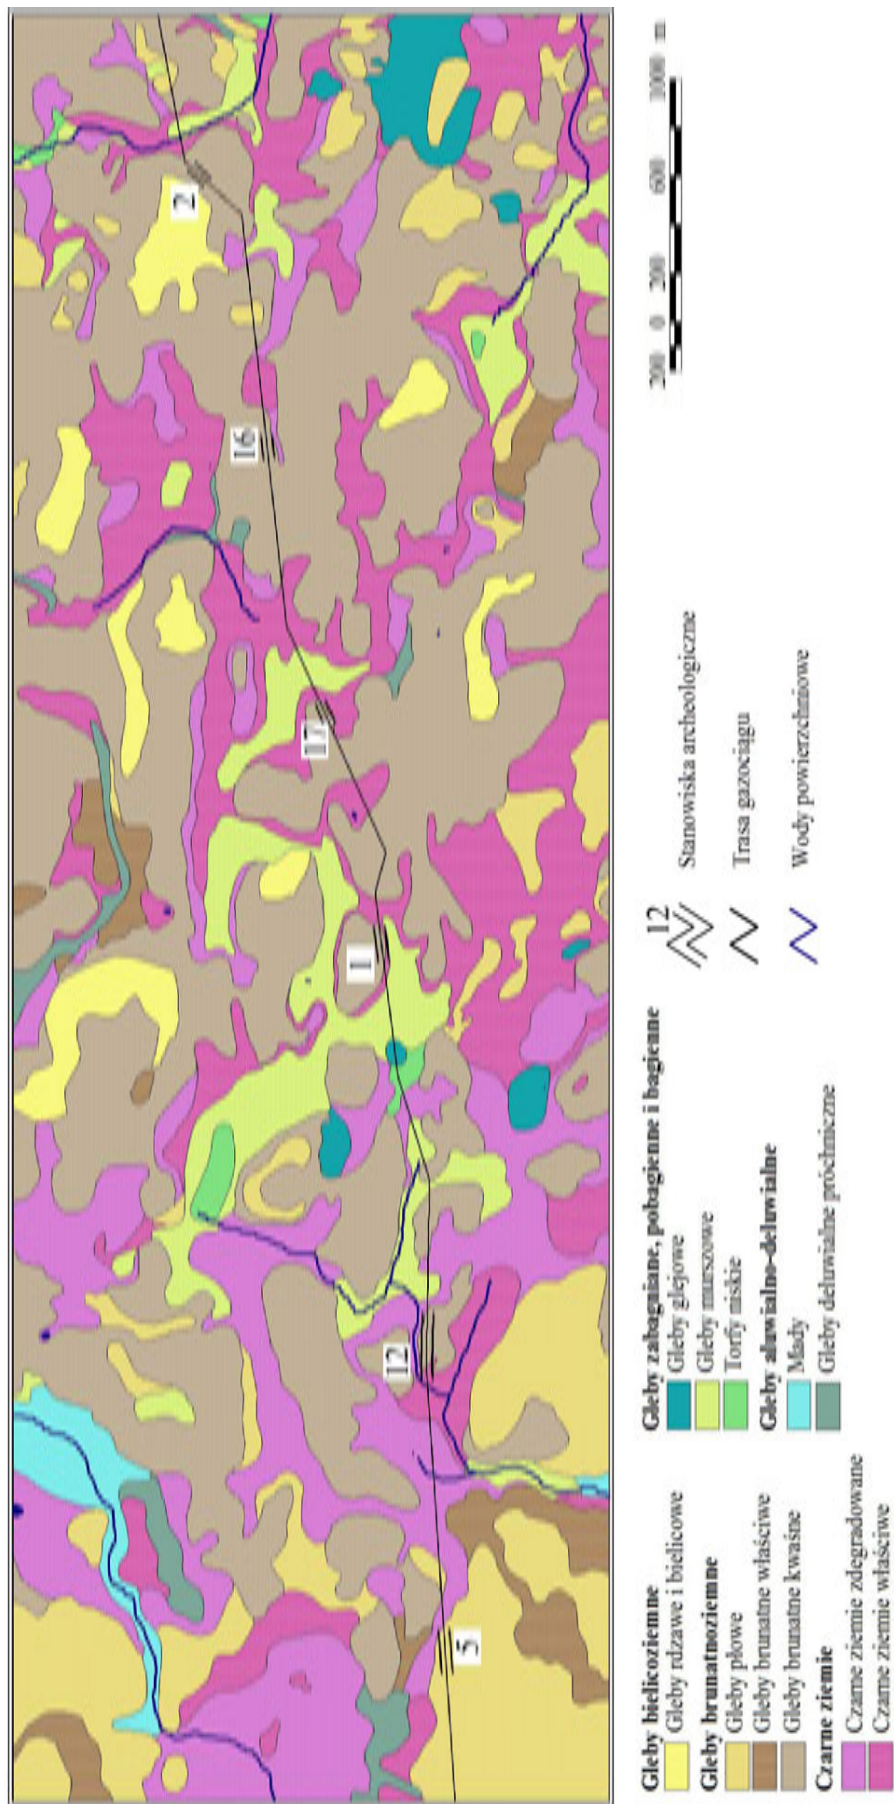 5
12
1
17
16
2
Gleby bielicoziemne
Gleby rdzawe i bielicowe
Gleby brunatnoziemne
Gleby płowe
Gleby brunatne właściwe
Gleby brunatne kwaśne
Czarne ziemie
Czarne ziemie zdegradowane
Czarne ziemie właściwe
Gleby zabagniane, pobagienne i bagienne
Gleby glejowe
Gleby murszowe
Torfy niskie
Gleby aluwialno-deluwialne
Mady
Gleby deluwialne próchniczne
12
Stanowiska archeologiczne
Trasa gazociągu
Wody powierzchniowe
200 0 200 600 1000 m